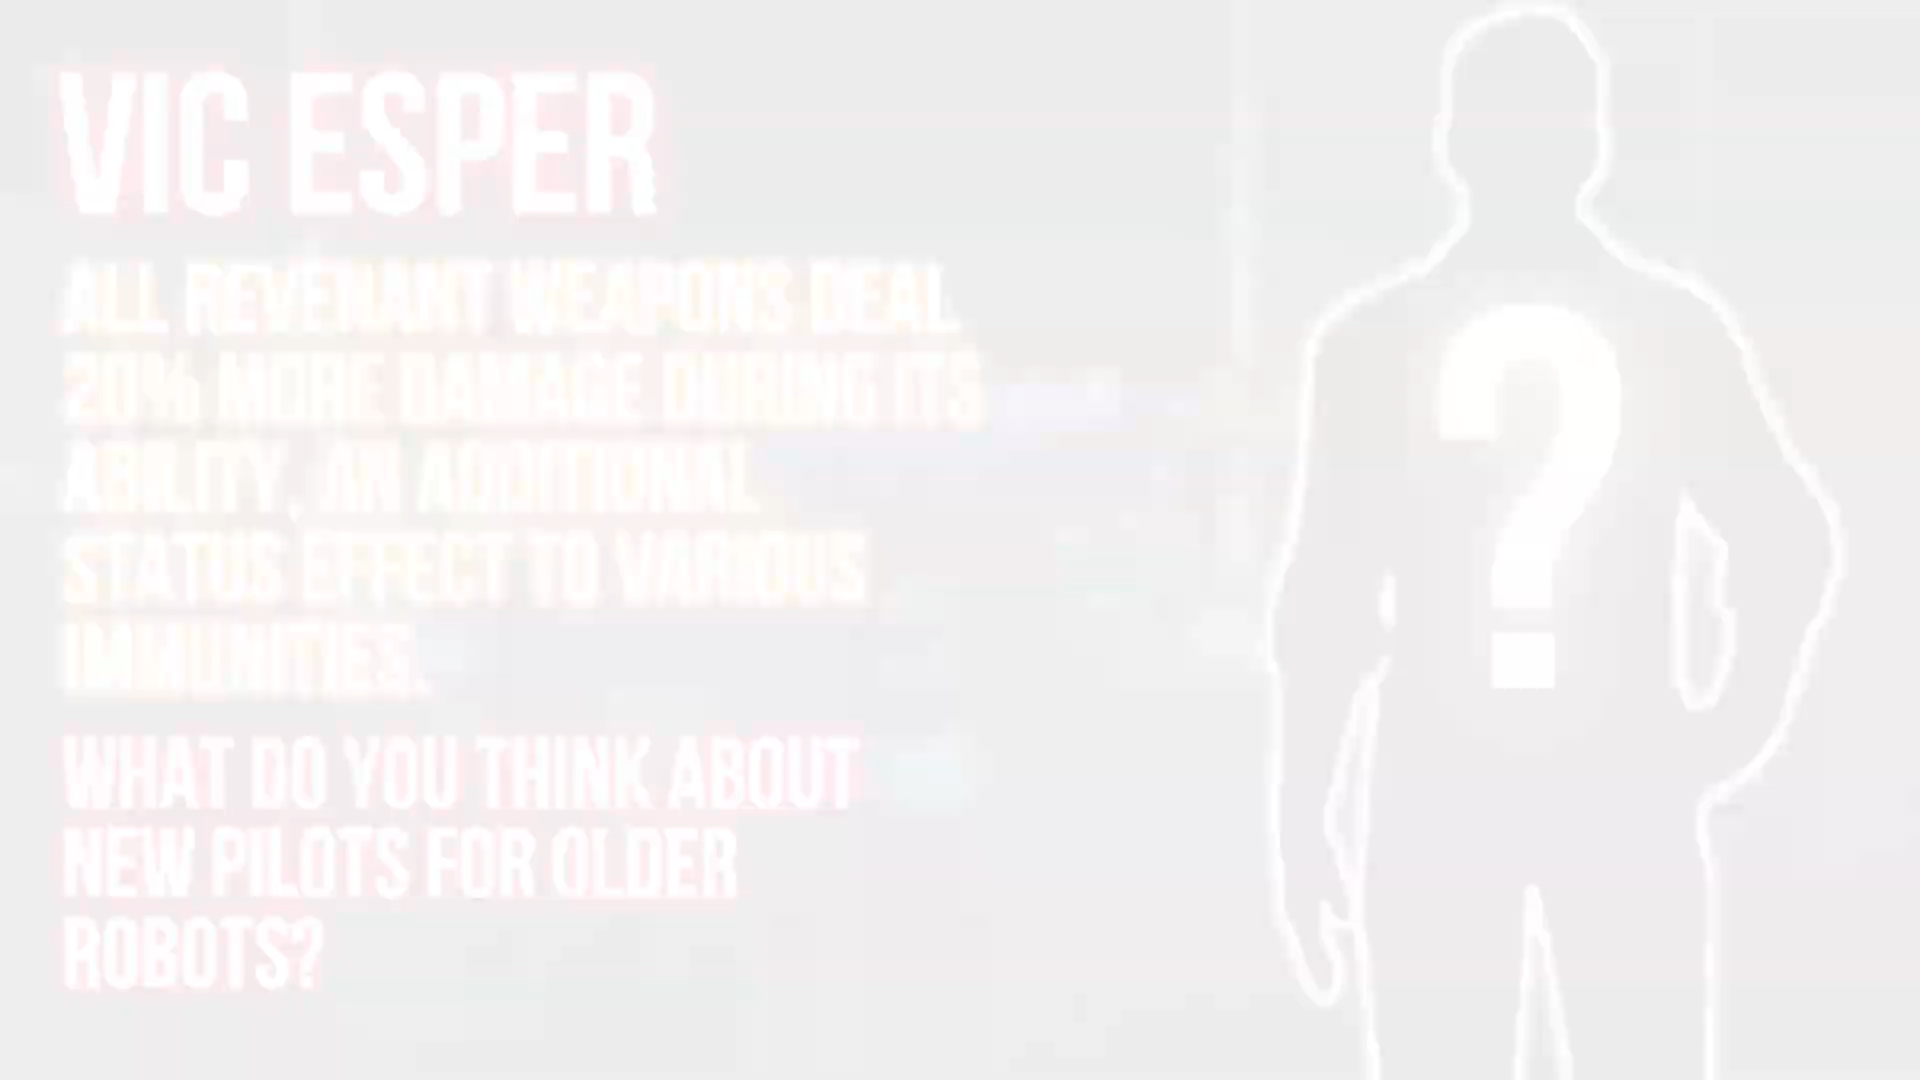 VIC ESPER
ALL REVENANT WEAPONS DEAL
20% MORE DAMAGE DURING ITS
ABILITY, AN ADDITIONAL
STATUS EFFECT TO VARIOUS
IMMUNITIES.
WHAT DO YOU THINK ABOUT
NEW PILOTS FOR OLDER
ROBOTS?
?